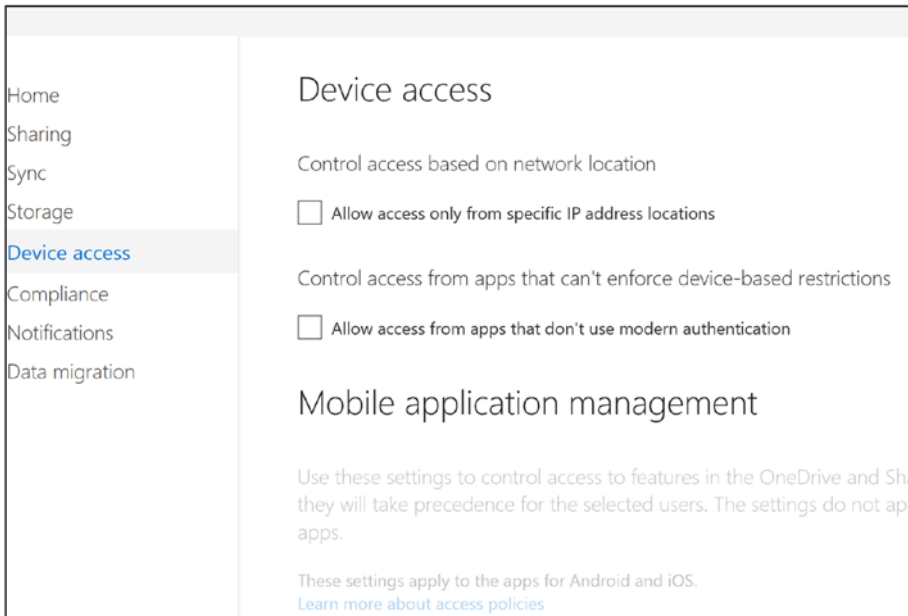 Home
Sharing
Sync
Storage
Device access
Compliance
Notifications
Data migration
Device access
Control access based on network location
Allow access only from specific IP address locations
Control access from apps that can't enforce device-based restrictions
Allow access from apps that don't use modern authentication
Mobile application management
Use these settings to control access to features in the OneDrive and
they will take precedence for the selected users. The settings do not
apps.
These settings apply to the apps for Android and iOS.
Learn more about access policies